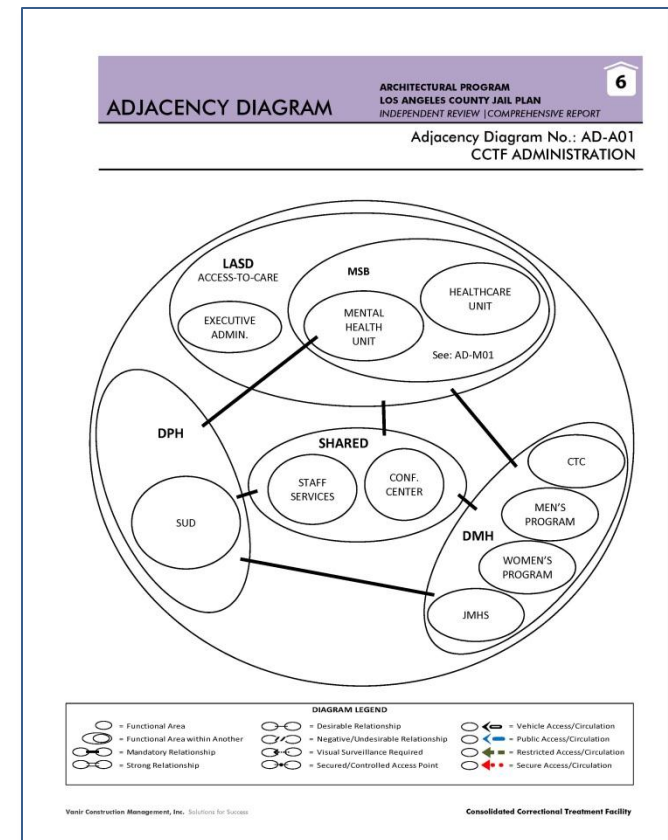 ADJACENCY DIAGRAM
ARCHITECTURAL PROGRAM
LOS ANGELES COUNTY JAIL PLAN
INDEPENDENT REVIEW | COMPREHENSIVE REPORT
6
Adjacency Diagram No.: AD-A01
CCTF ADMINISTRATION
LASD
ACCESS-TO-CARE
EXECUTIVE
ADMIN.
MSB
MENTAL
HEALTH
UNIT
HEALTHCARE
UNIT
See: AD-M01
DPH
SUD
SHARED
STAFF
SERVICES
CONF.
CENTER
DMH
CTC
MEN'S
PROGRAM
WOMEN'S
PROGRAM
JMHS
DIAGRAM LEGEND
= Functional Area
= Functional Area within Another
= Mandatory Relationship
= Strong Relationship
= Desirable Relationship
= Negative/Undesirable Relationship
= Visual Surveillance Required
= Secured/Controlled Access Point
= Vehicle Access/Circulation
= Public Access/Circulation
= Restricted Access/Circulation
= Secure Access/Circulation
Vanir Construction Management, Inc. Solutions for Success
Consolidated Correctional Treatment Facility